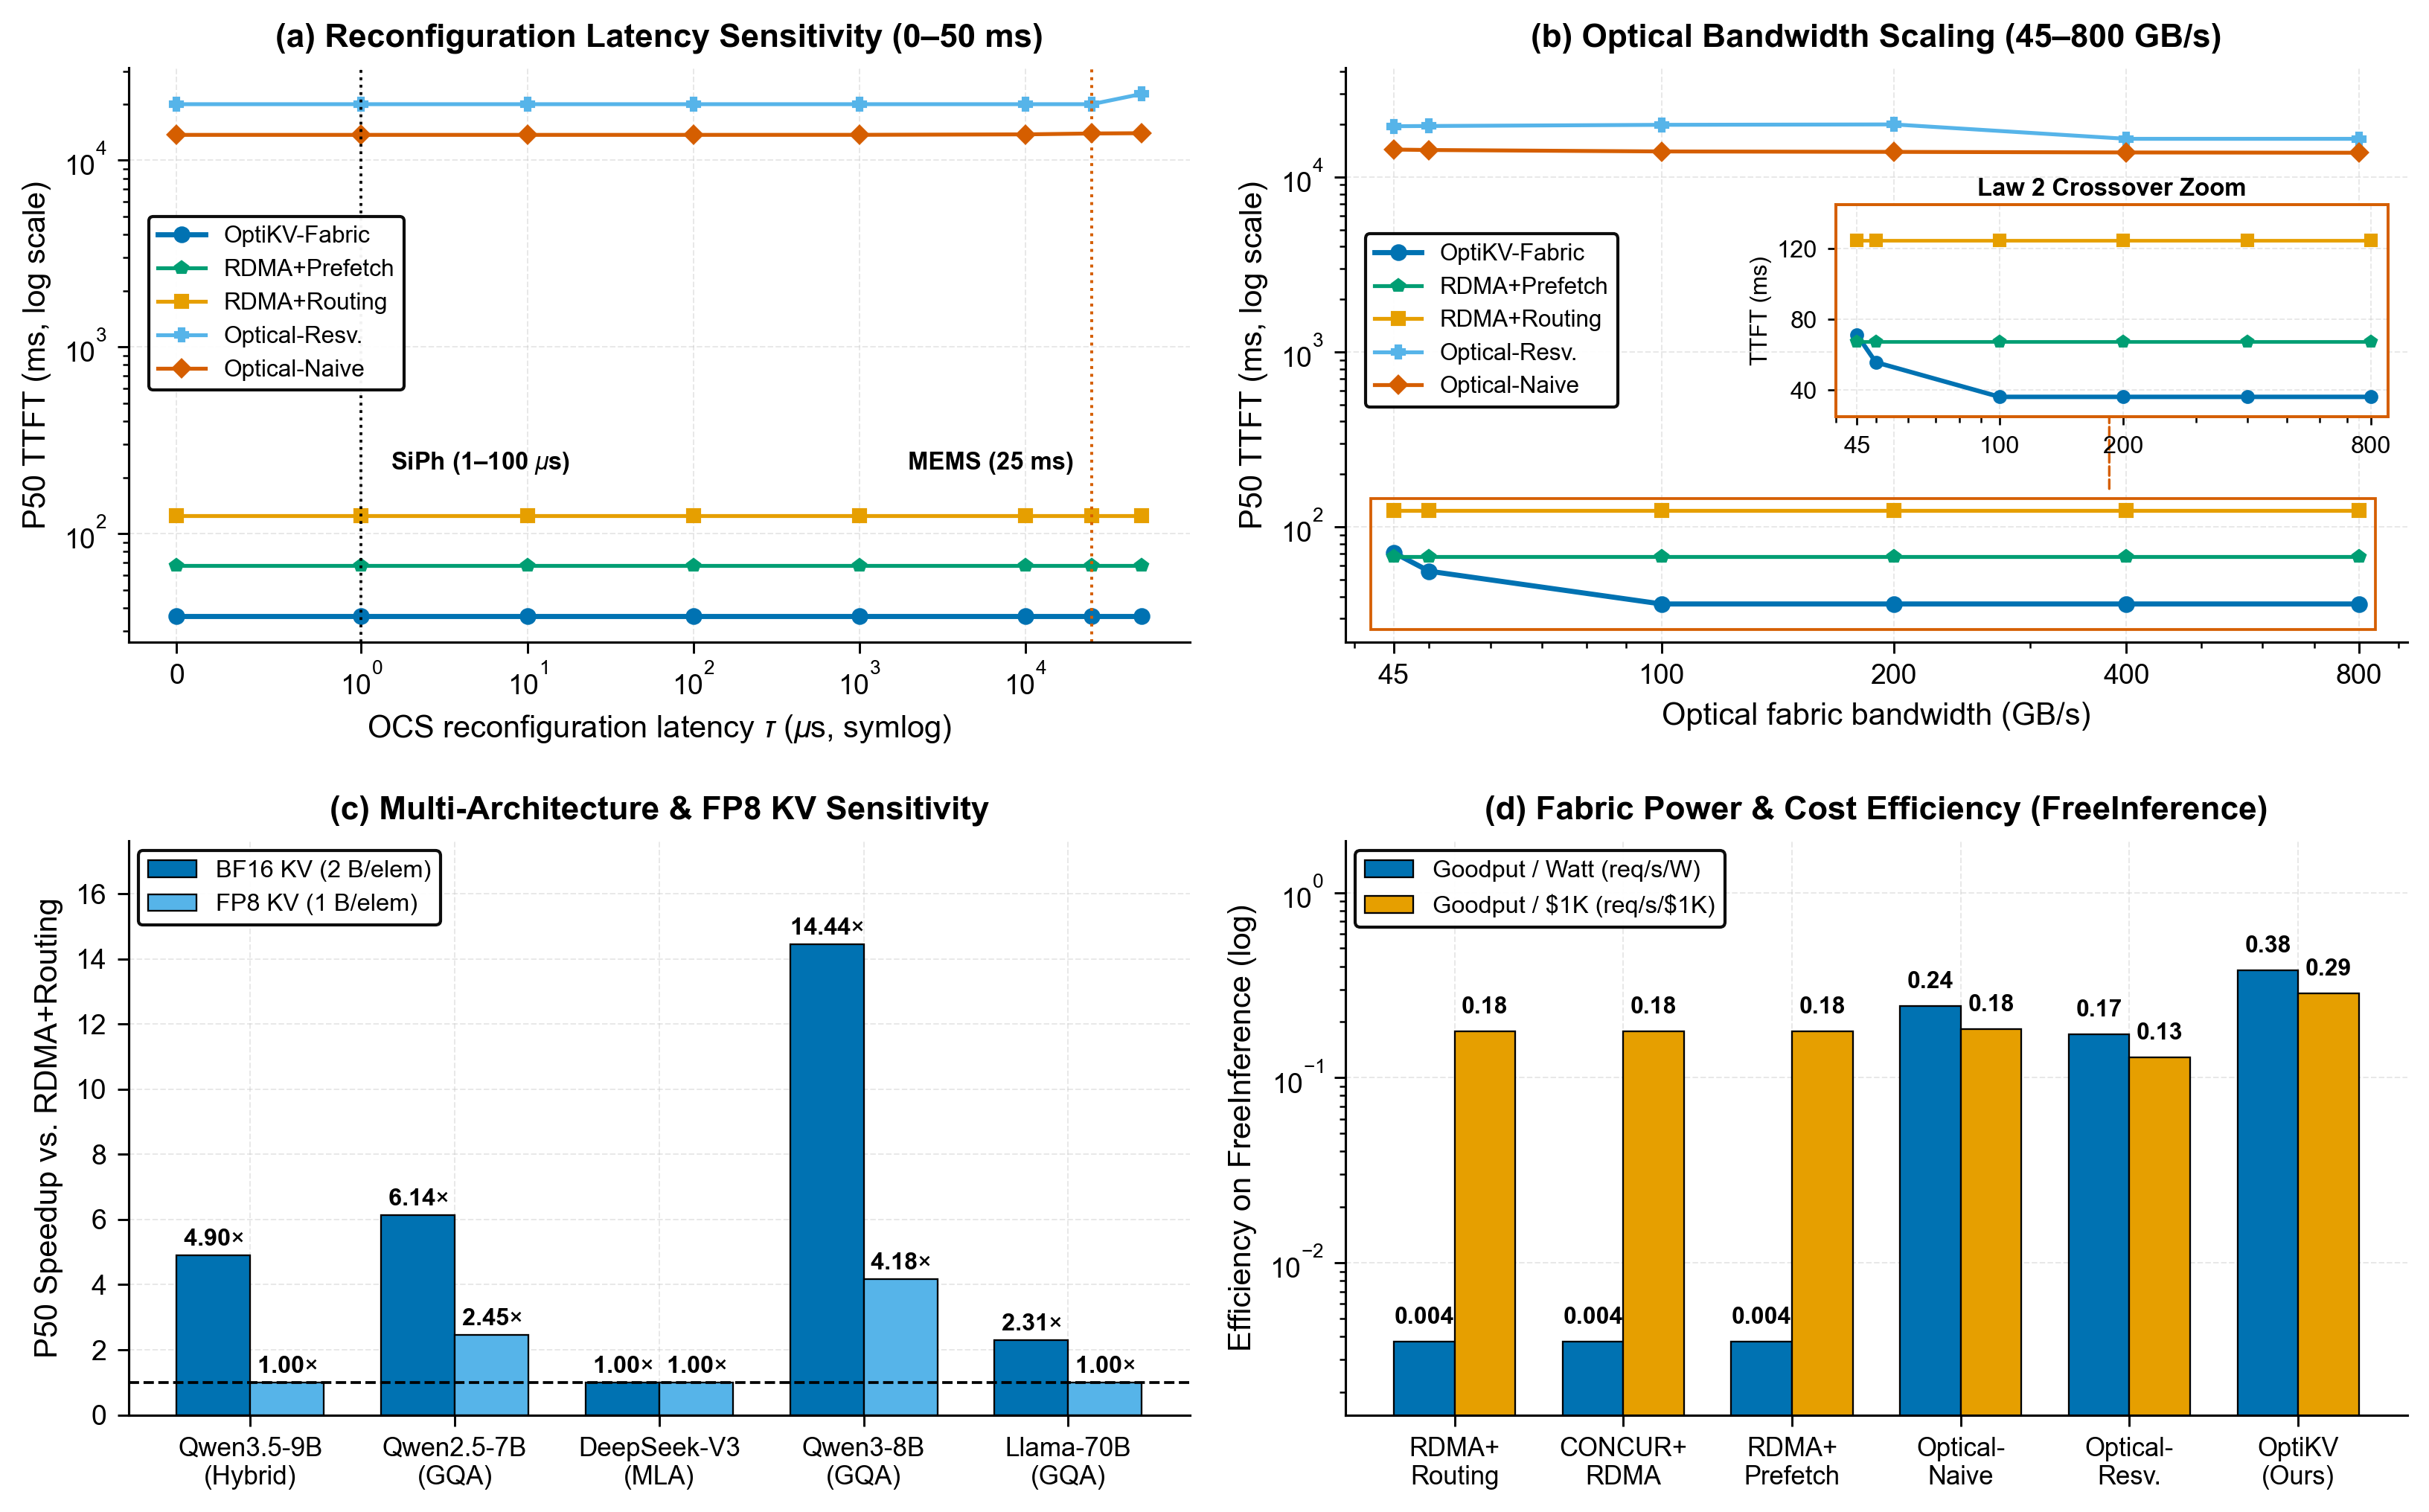 (a) Reconfiguration Latency Sensitivity (0–50 ms)
P50 TTFT (ms, log scale)
10^4
10^3
10^2
OptiKV-Fabric
RDMA+Prefetch
RDMA+Routing
Optical-Resv.
Optical-Naive
SiPh (1–100 μs)
MEMS (25 ms)
0
10^0
10^1
10^2
10^3
10^4
OCS reconfiguration latency τ (μs, symlog)
(b) Optical Bandwidth Scaling (45–800 GB/s)
P50 TTFT (ms, log scale)
10^4
10^3
10^2
OptiKV-Fabric
RDMA+Prefetch
RDMA+Routing
Optical-Resv.
Optical-Naive
Law 2 Crossover Zoom
TTFT (ms)
120
80
40
45
100
200
800
45
100
200
400
800
Optical fabric bandwidth (GB/s)
(c) Multi-Architecture & FP8 KV Sensitivity
P50 Speedup vs. RDMA+Routing
BF16 KV (2 B/elem)
FP8 KV (1 B/elem)
16
14
12
10
8
6
4
2
0
4.90×
1.00×
6.14×
2.45×
1.00×
1.00×
14.44×
4.18×
2.31×
1.00×
Qwen3.5-9B
(Hybrid)
Qwen2.5-7B
(GQA)
DeepSeek-V3
(MLA)
Qwen3-8B
(GQA)
Llama-70B
(GQA)
(d) Fabric Power & Cost Efficiency (FreeInference)
Efficiency on FreeInference (log)
Goodput / Watt (req/s/W)
Goodput / $1K (req/s/$1K)
10^0
10^−1
10^−2
0.004
0.18
0.004
0.18
0.004
0.18
0.24
0.18
0.17
0.13
0.38
0.29
RDMA+
Routing
CONCUR+
RDMA
RDMA+
Prefetch
Optical-
Naive
Optical-
Resv.
OptiKV
(Ours)